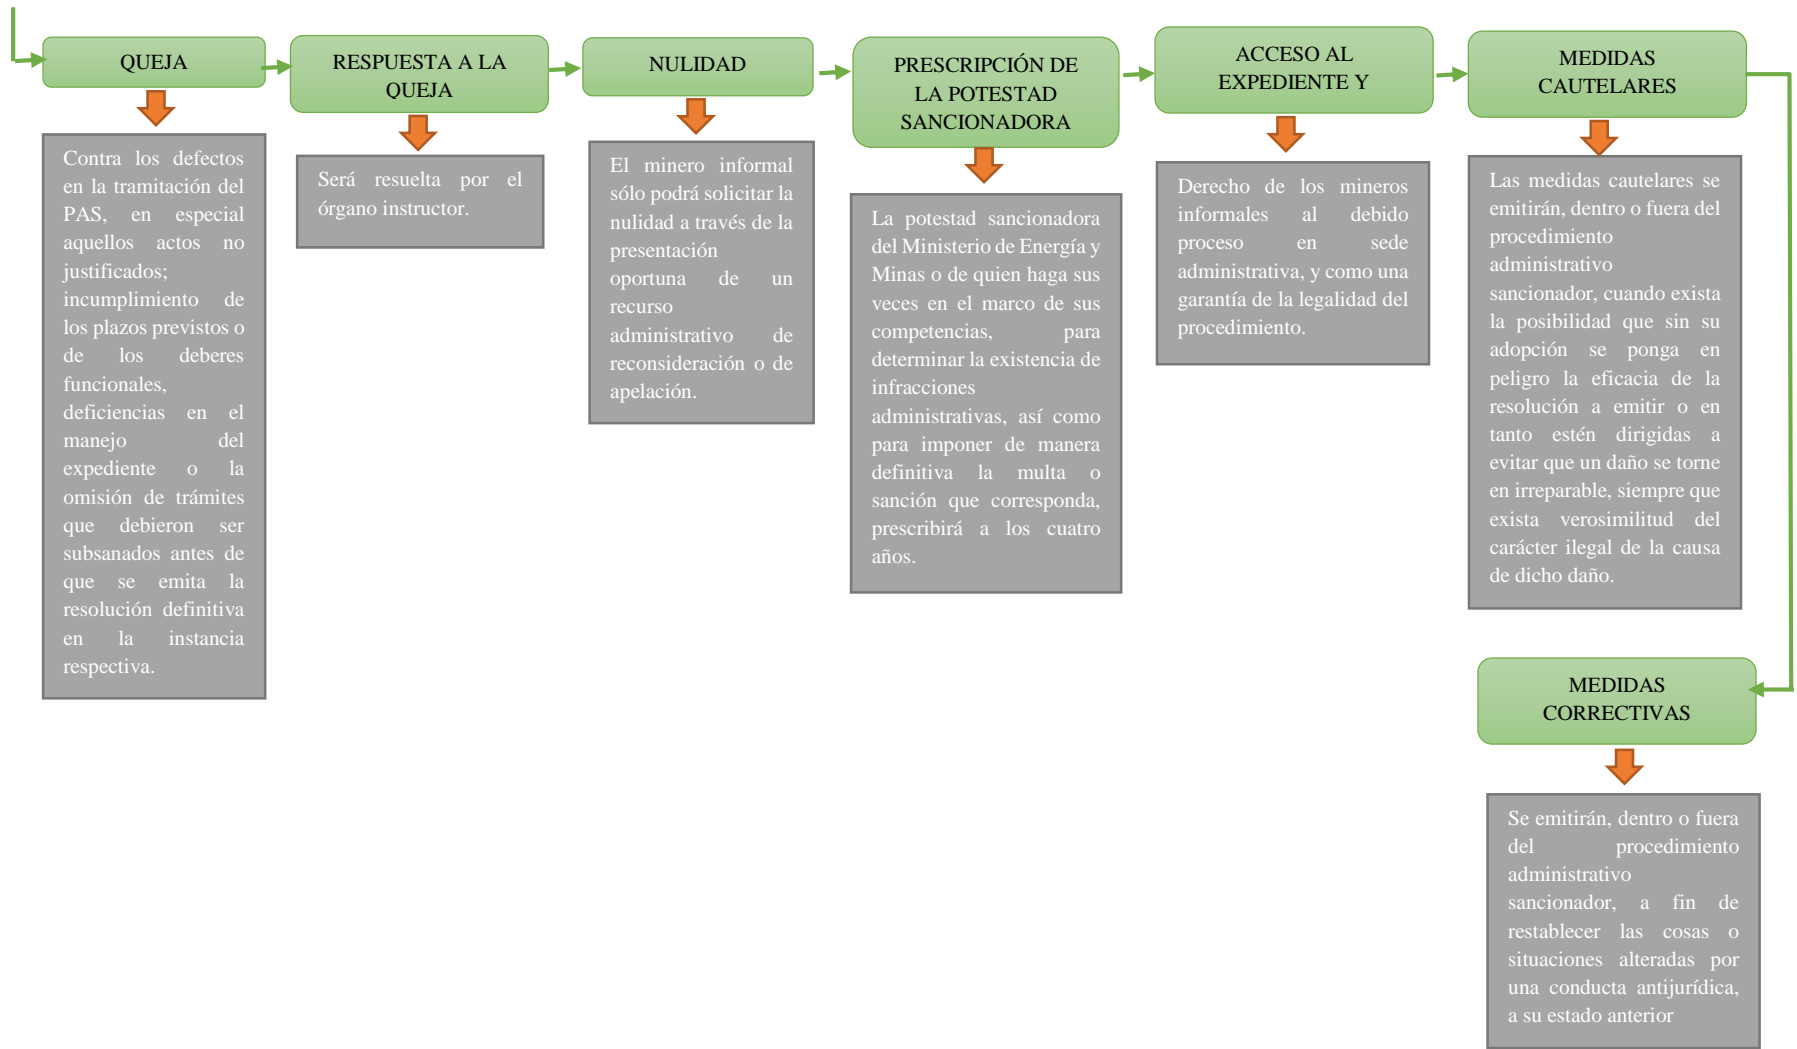 QUEJA
Contra los defectos
en la tramitación del
PAS, en especial
aquellos actos no
justificados;
incumplimiento de
los plazos previstos o
de los deberes
funcionales,
deficiencias en el
manejo del
expediente o la
omisión de trámites
que debieron ser
subsanados antes de
que se emita la
resolución definitiva
en la instancia
respectiva.
RESPUESTA A LA
QUEJA
Será resuelta por el
órgano instructor.
NULIDAD
El minero informal
sólo podrá solicitar la
nulidad a través de la
presentación
oportuna de un
recurso
administrativo de
reconsideración o de
apelación.
PRESCRIPCIÓN DE
LA POTESTAD
SANCIONADORA
La potestad sancionadora
del Ministerio de Energía y
Minas o de quien haga sus
veces en el marco de sus
competencias, para
determinar la existencia de
infracciones
administrativas, así como
para imponer de manera
definitiva la multa o
sanción que corresponda,
prescribirá a los cuatro
años.
ACCESO AL
EXPEDIENTE Y
Derecho de los mineros
informales al debido
proceso en sede
administrativa, y como una
garantía de la legalidad del
procedimiento.
MEDIDAS
CAUTELARES
Las medidas cautelares se
emitirán, dentro o fuera del
procedimiento
administrativo
sancionador, cuando exista
la posibilidad que sin su
adopción se ponga en
peligro la eficacia de la
resolución a emitir o en
tanto estén dirigidas a
evitar que un daño se torne
en irreparable, siempre que
exista verosimilitud del
carácter ilegal de la causa
de dicho daño.
MEDIDAS
CORRECTIVAS
Se emitirán, dentro o fuera
del procedimiento
administrativo
sancionador, a fin de
restablecer las cosas o
situaciones alteradas por
una conducta antijurídica,
a su estado anterior